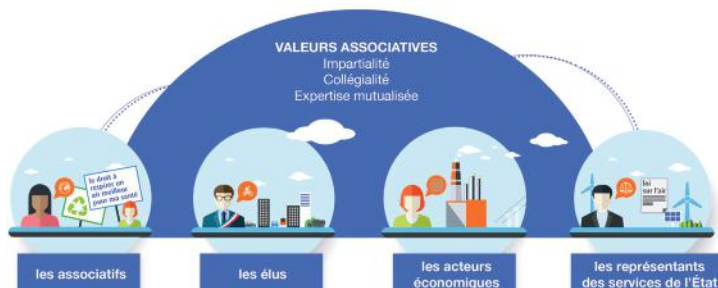 VALEURS ASSOCIATIVES
Impartialité
Collégialité
Expertise mutualisée
le droit à
respirer un
air meilleur
pour ma santé
loi
sur l'air
les associatifs
les élus
les acteurs
économiques
les représentants
des services de l'État